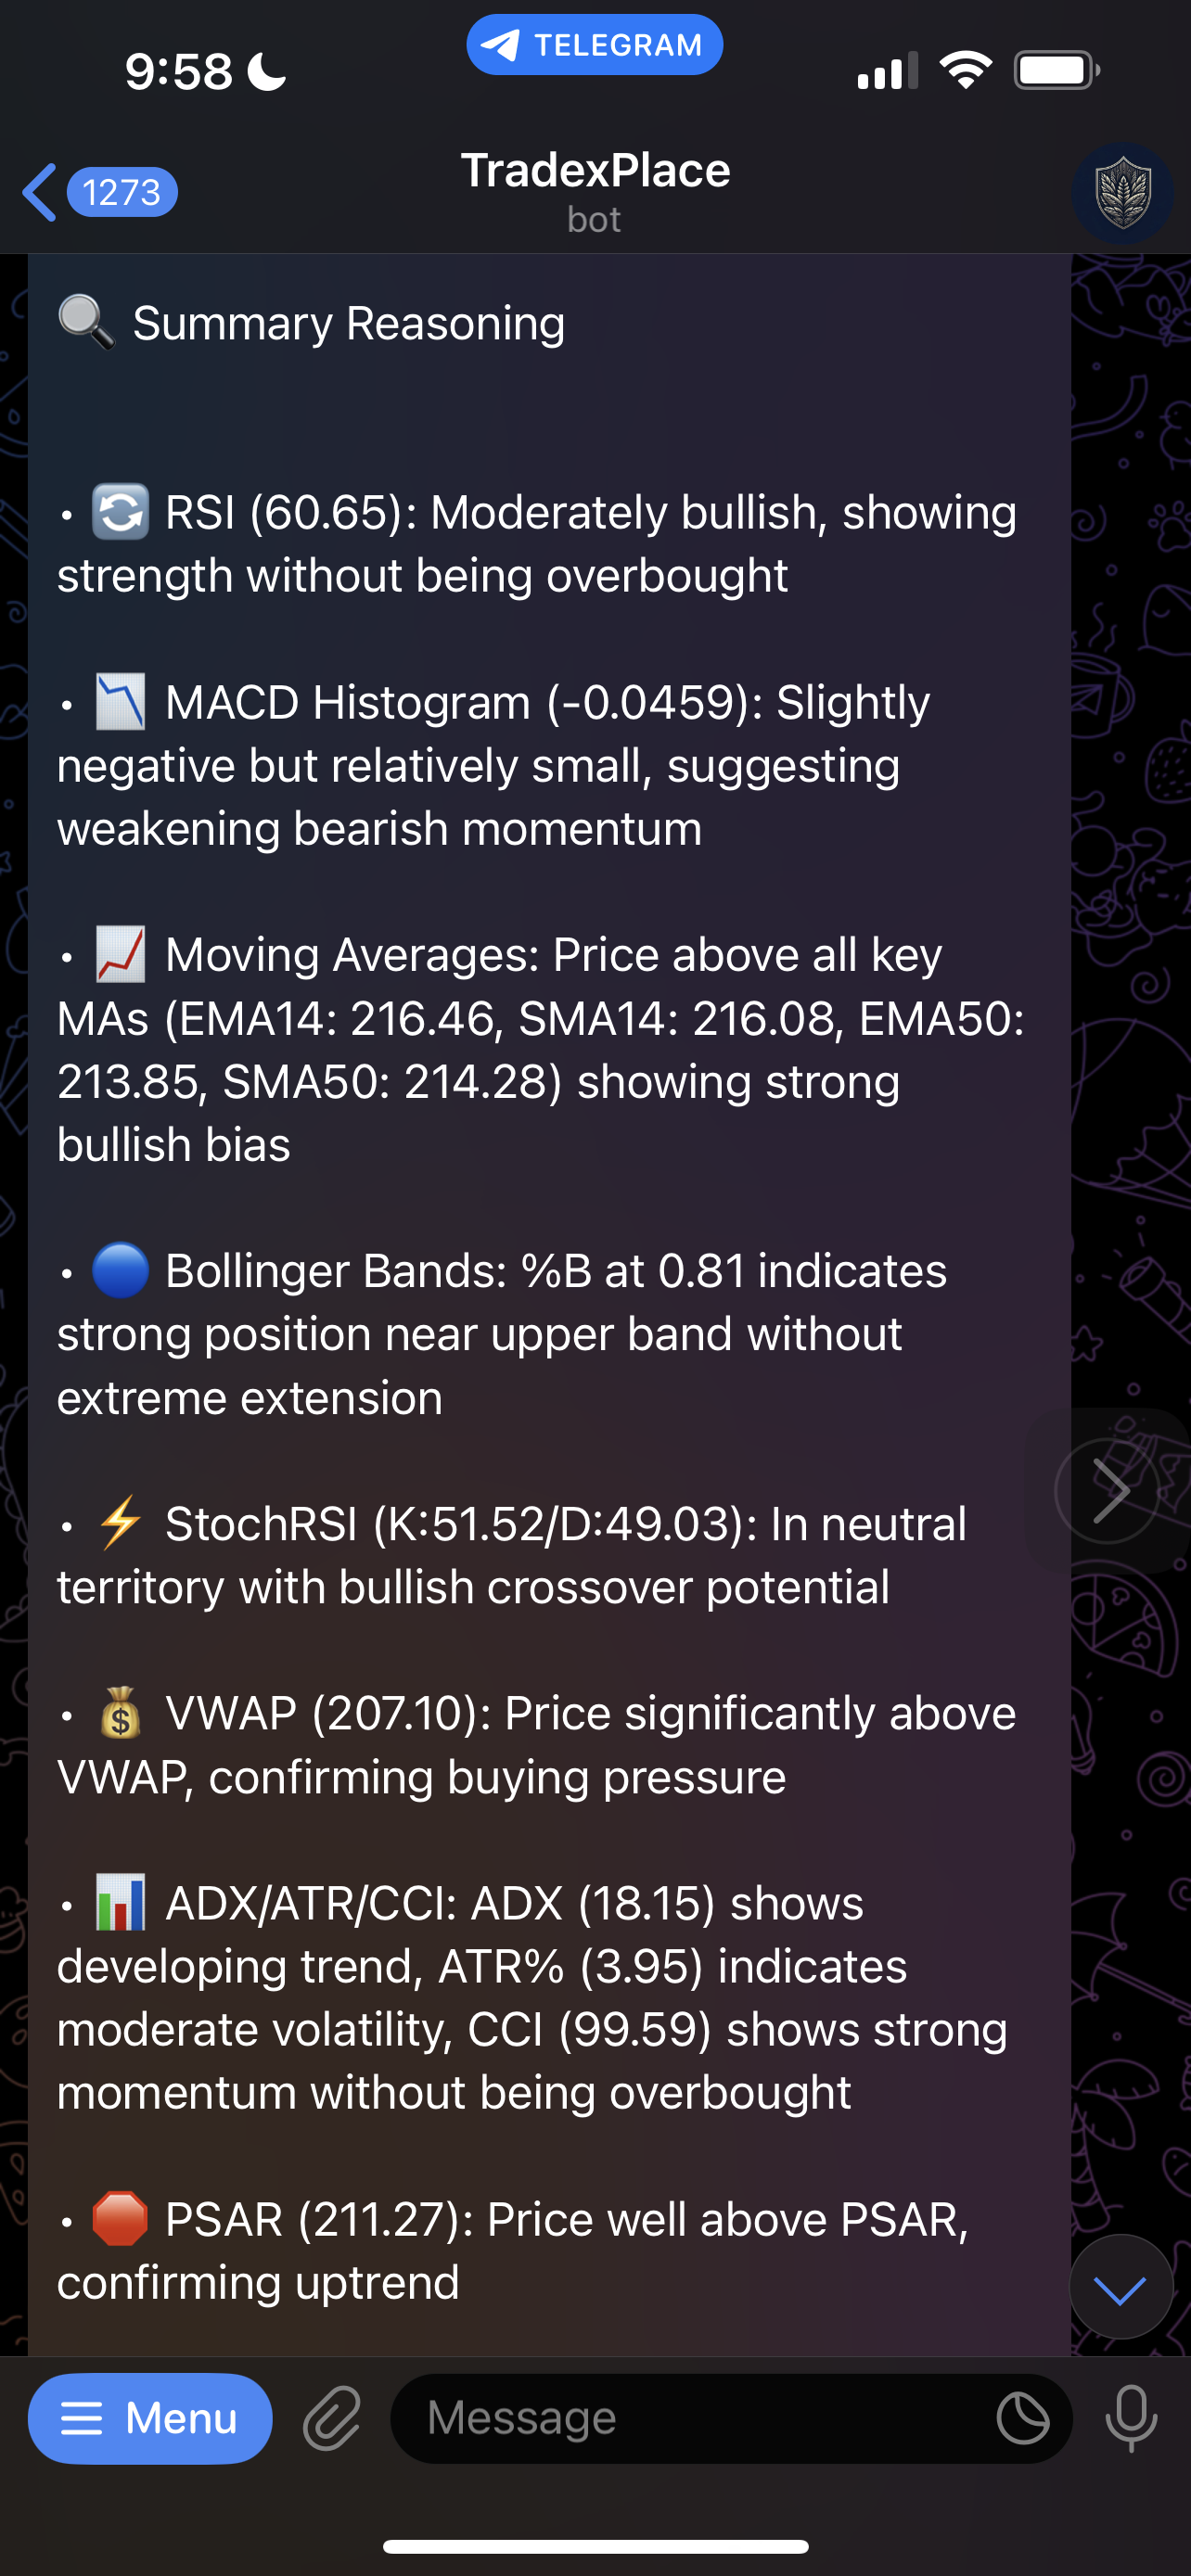 9:58
TELEGRAM
1273
TradexPlace
bot
🔍 Summary Reasoning
• 🔄 RSI (60.65): Moderately bullish, showing
strength without being overbought
• 📉 MACD Histogram (-0.0459): Slightly
negative but relatively small, suggesting
weakening bearish momentum
• 📈 Moving Averages: Price above all key
MAs (EMA14: 216.46, SMA14: 216.08, EMA50:
213.85, SMA50: 214.28) showing strong
bullish bias
• 🔵 Bollinger Bands: %B at 0.81 indicates
strong position near upper band without
extreme extension
• ⚡ StochRSI (K:51.52/D:49.03): In neutral
territory with bullish crossover potential
• 💰 VWAP (207.10): Price significantly above
VWAP, confirming buying pressure
• 📊 ADX/ATR/CCI: ADX (18.15) shows
developing trend, ATR% (3.95) indicates
moderate volatility, CCI (99.59) shows strong
momentum without being overbought
• 🛑 PSAR (211.27): Price well above PSAR,
confirming uptrend
Menu
Message